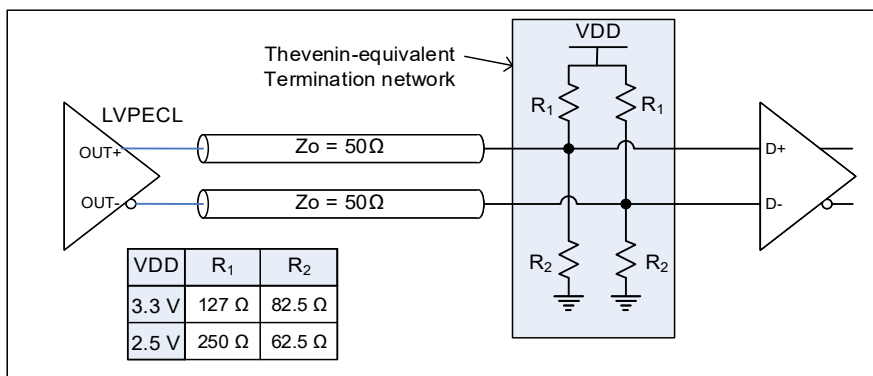 VDD
Thevenin-equivalent
Termination network
R₁ R₁
LVPECL
OUT+
Zo = 50Ω
D+
OUT-
Zo = 50Ω
D-
R₂ R₂
VDD R₁ R₂
3.3 V 127 Ω 82.5 Ω
2.5 V 250 Ω 62.5 Ω